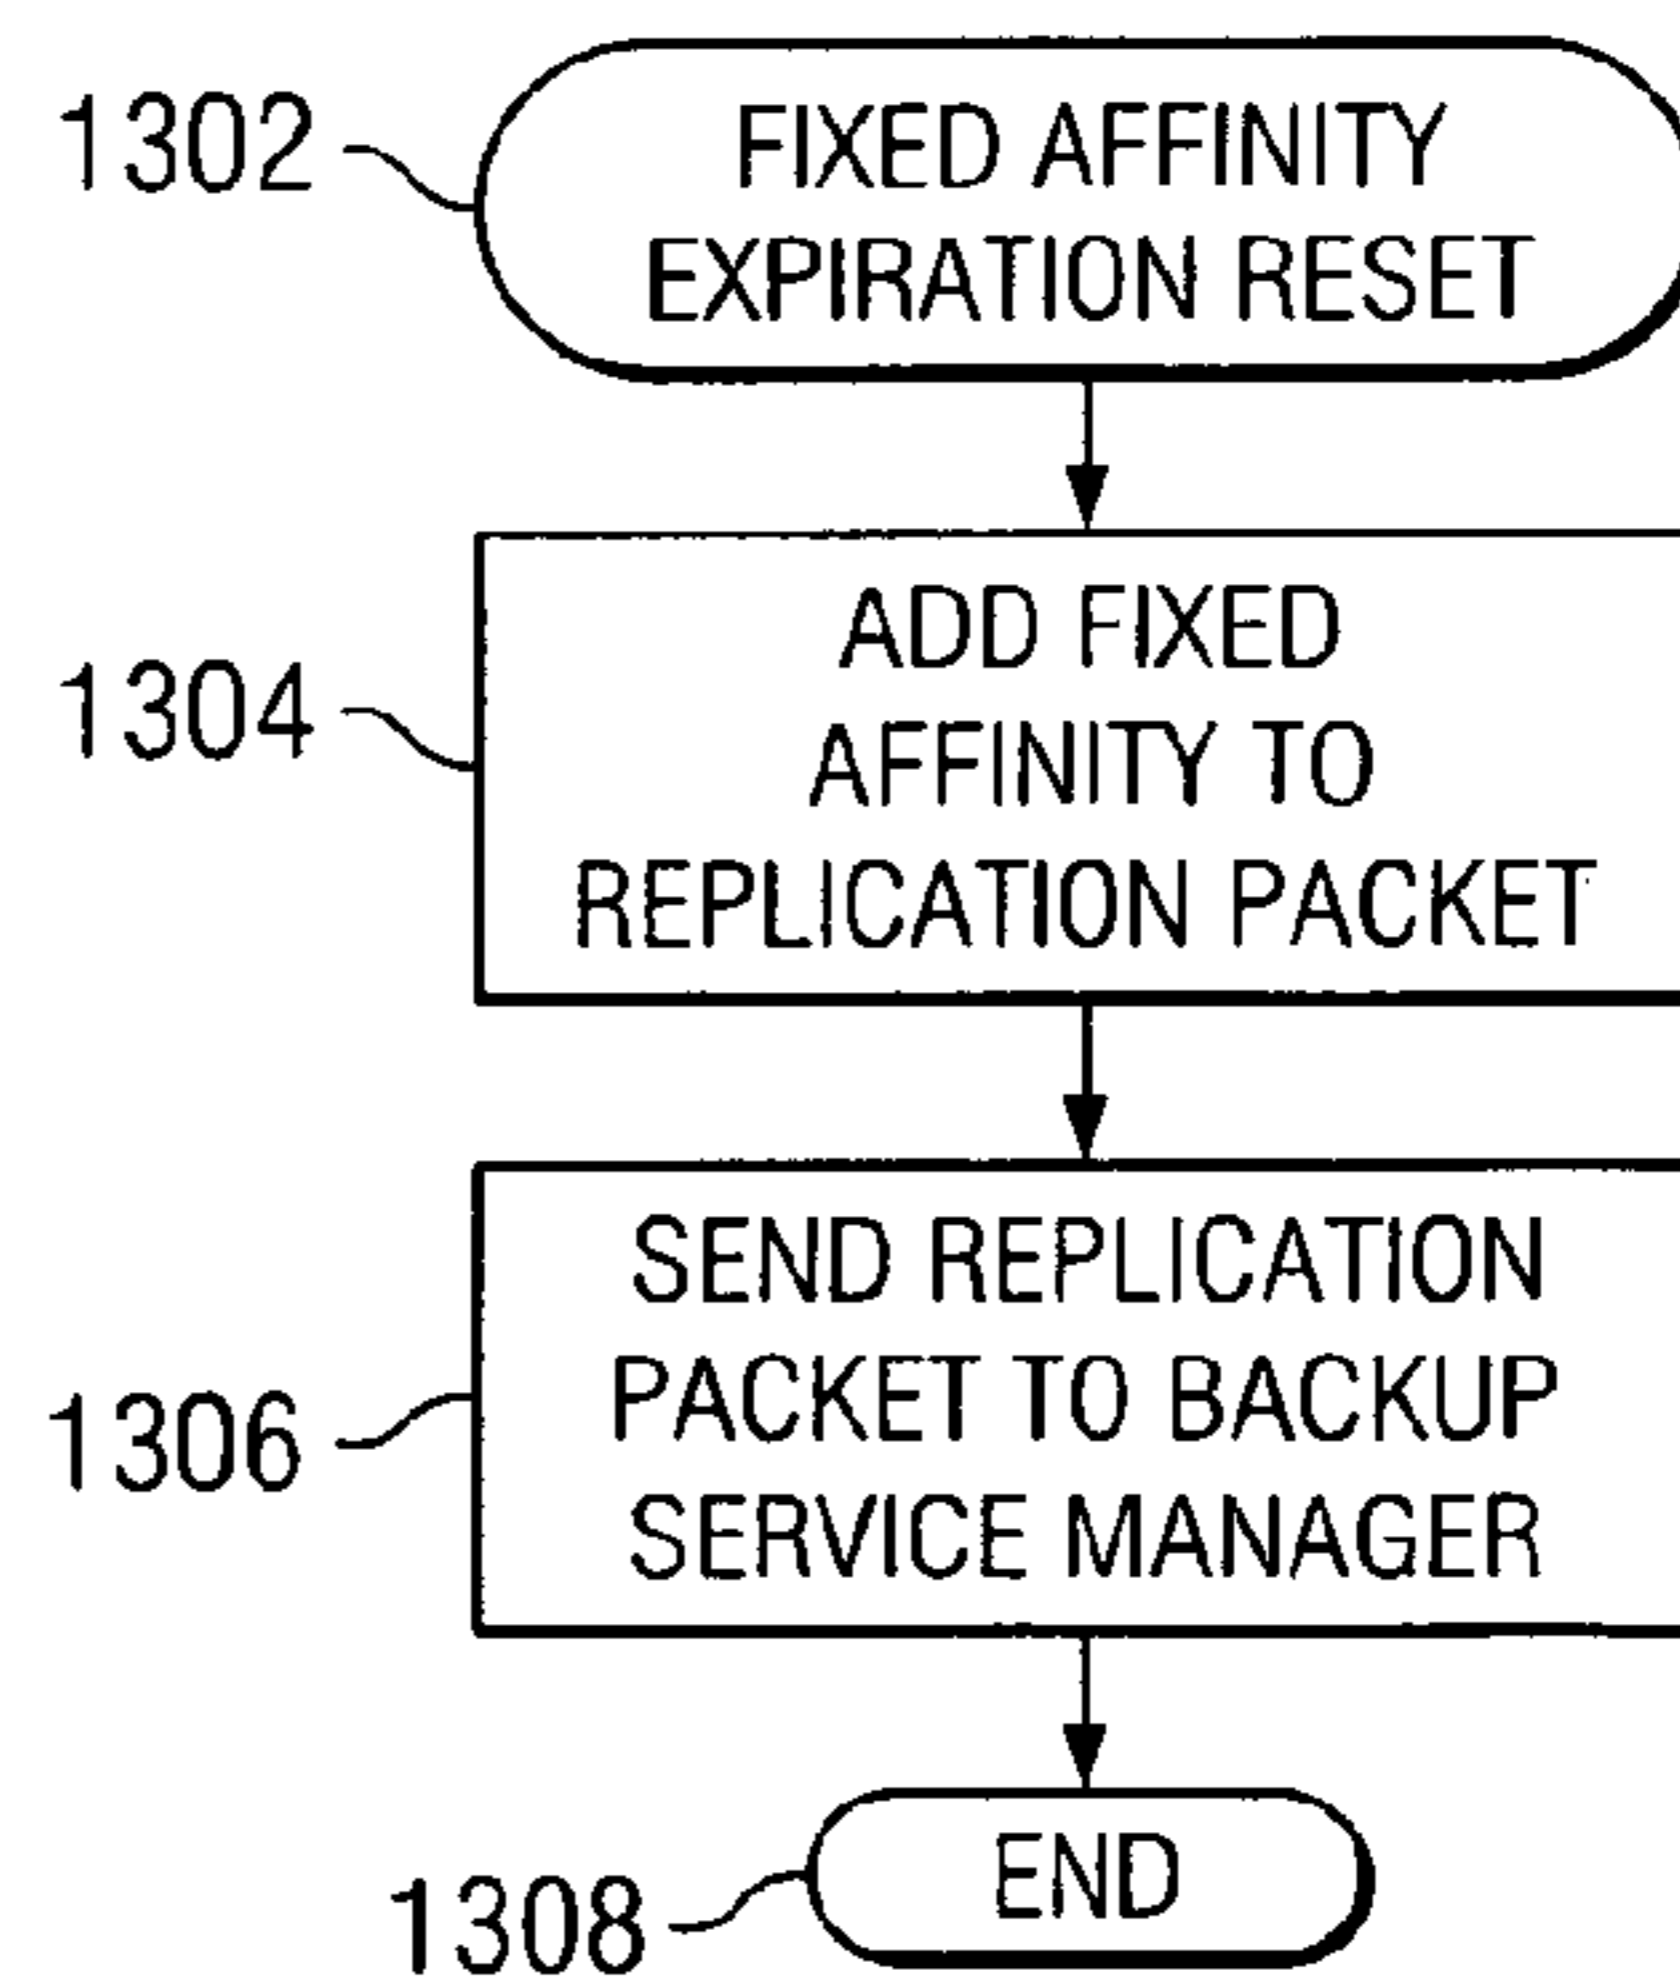 1302
FIXED AFFINITY
EXPIRATION RESET
1304
ADD FIXED
AFFINITY TO
REPLICATION PACKET
1306
SEND REPLICATION
PACKET TO BACKUP
SERVICE MANAGER
1308
END